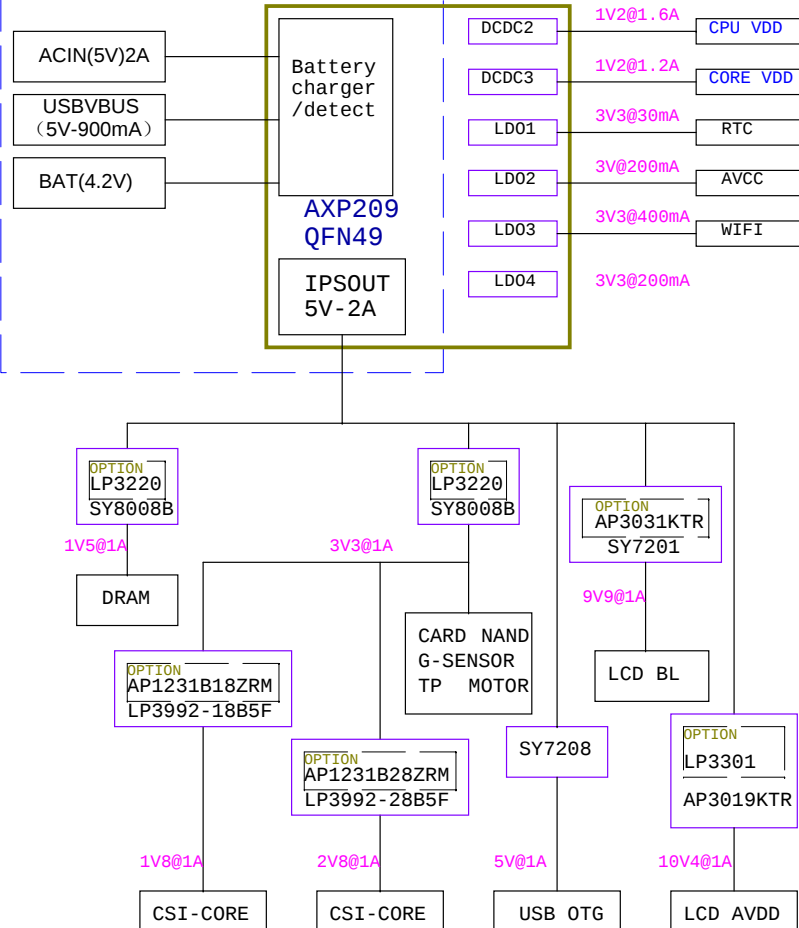 ACIN(5V)2A
USBVBUS
（5V-900mA）
BAT(4.2V)
Battery
charger
/detect
AXP209
QFN49
IPSOUT
5V-2A
DCDC2
1V2@1.6A
CPU VDD
DCDC3
1V2@1.2A
CORE VDD
LDO1
3V3@30mA
RTC
LDO2
3V@200mA
AVCC
LDO3
3V3@400mA
WIFI
LDO4
3V3@200mA
OPTION
LP3220
SY8008B
1V5@1A
DRAM
OPTION
LP3220
SY8008B
3V3@1A
CARD NAND
G-SENSOR
TP MOTOR
OPTION
AP3031KTR
SY7201
9V9@1A
LCD BL
OPTION
AP1231B18ZRM
LP3992-18B5F
1V8@1A
CSI-CORE
OPTION
AP1231B28ZRM
LP3992-28B5F
2V8@1A
CSI-CORE
SY7208
5V@1A
USB OTG
OPTION
LP3301
AP3019KTR
10V4@1A
LCD AVDD